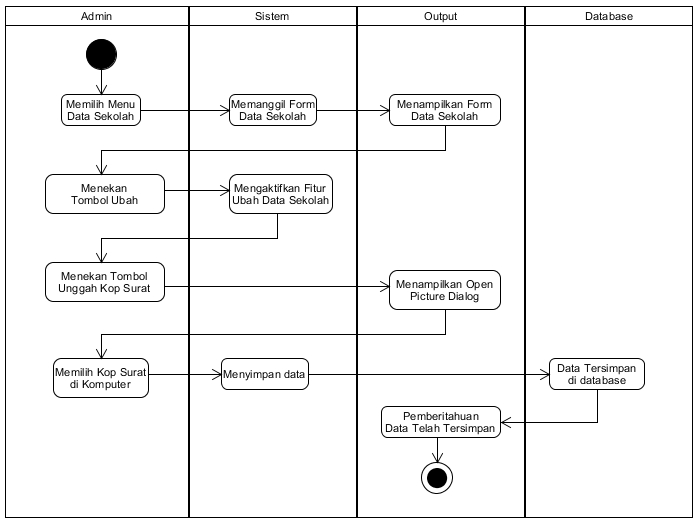 Admin
Sistem
Output
Database
Memilih Menu
Data Sekolah
Memanggil Form
Data Sekolah
Menampilkan Form
Data Sekolah
Menekan
Tombol Ubah
Mengaktifkan Fitur
Ubah Data Sekolah
Menekan Tombol
Unggah Kop Surat
Menampilkan Open
Picture Dialog
Memilih Kop Surat
di Komputer
Menyimpan data
Data Tersimpan
di database
Pemberitahuan
Data Telah Tersimpan